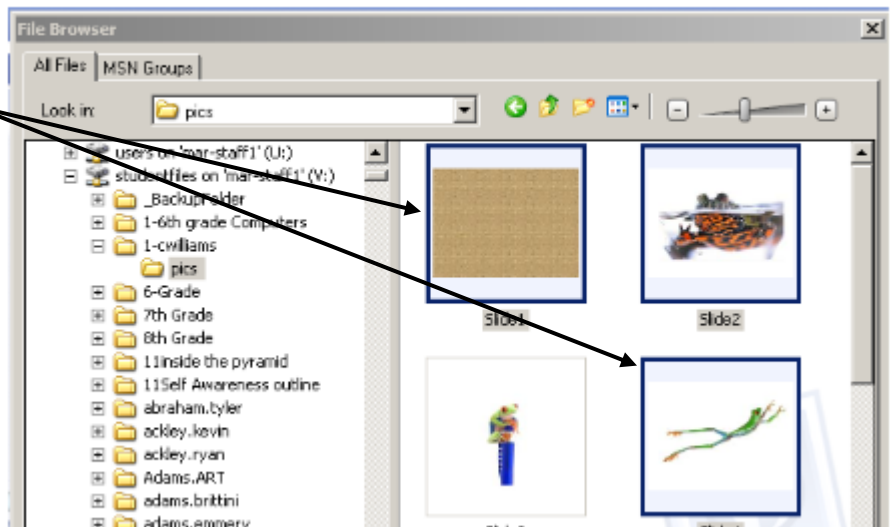 File Browser
All Files MSN Groups
Look in: pics
users on 'mar-staff1' (U:)
studentfiles on 'mar-staff1' (V:)
_BackupFolder
1-6th grade Computers
1-cwilliams
pics
6-Grade
7th Grade
8th Grade
11inside the pyramid
11Self Awareness outline
abraham.tyler
ackley.kevin
ackley.ryan
Adams.ART
adams.brittini
adams.emmery
Slide1 Slide2